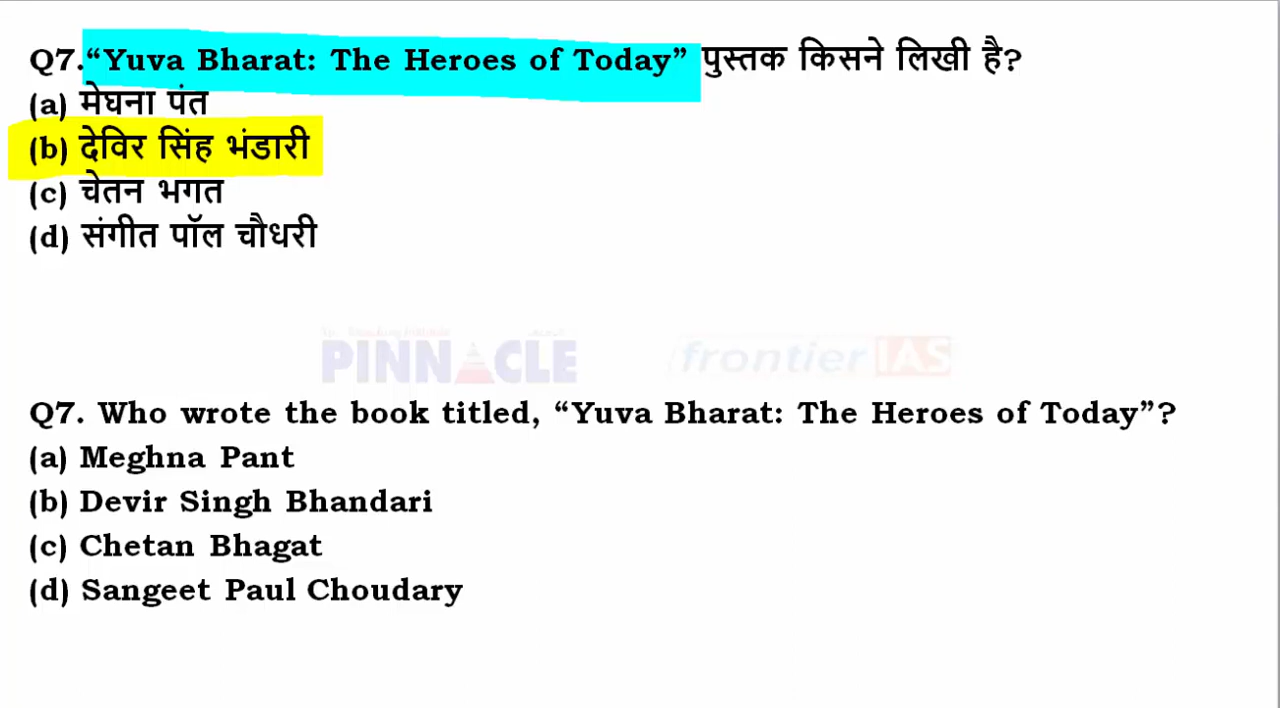 Q7.“Yuva Bharat: The Heroes of Today” पुस्तक किसने लिखी है?
(a) मेघना पंत
(b) देविर सिंह भंडारी
(c) चेतन भगत
(d) संगीत पॉल चौधरी
PINNACLE frontier IAS
Q7. Who wrote the book titled, “Yuva Bharat: The Heroes of Today”?
(a) Meghna Pant
(b) Devir Singh Bhandari
(c) Chetan Bhagat
(d) Sangeet Paul Choudary